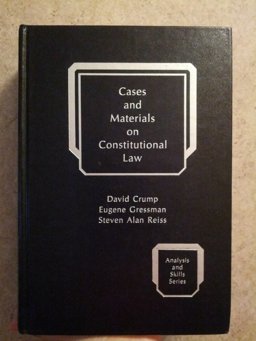 Cases
and
Materials
on
Constitutional
Law
David Crump
Eugene Gressman
Steven Alan Reiss
Analysis
and
Skills
Series